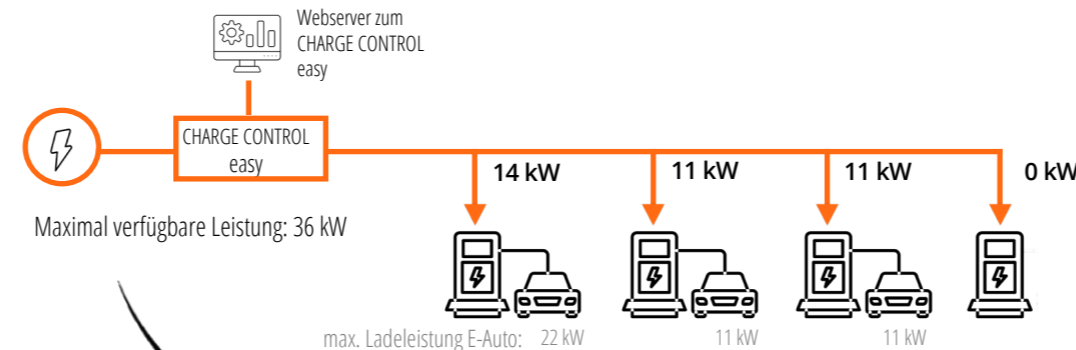 Webserver zum
CHARGE CONTROL
easy
CHARGE CONTROL
easy
14 kW
11 kW
11 kW
0 kW
Maximal verfügbare Leistung: 36 kW
max. Ladeleistung E-Auto: 22 kW 11 kW 11 kW